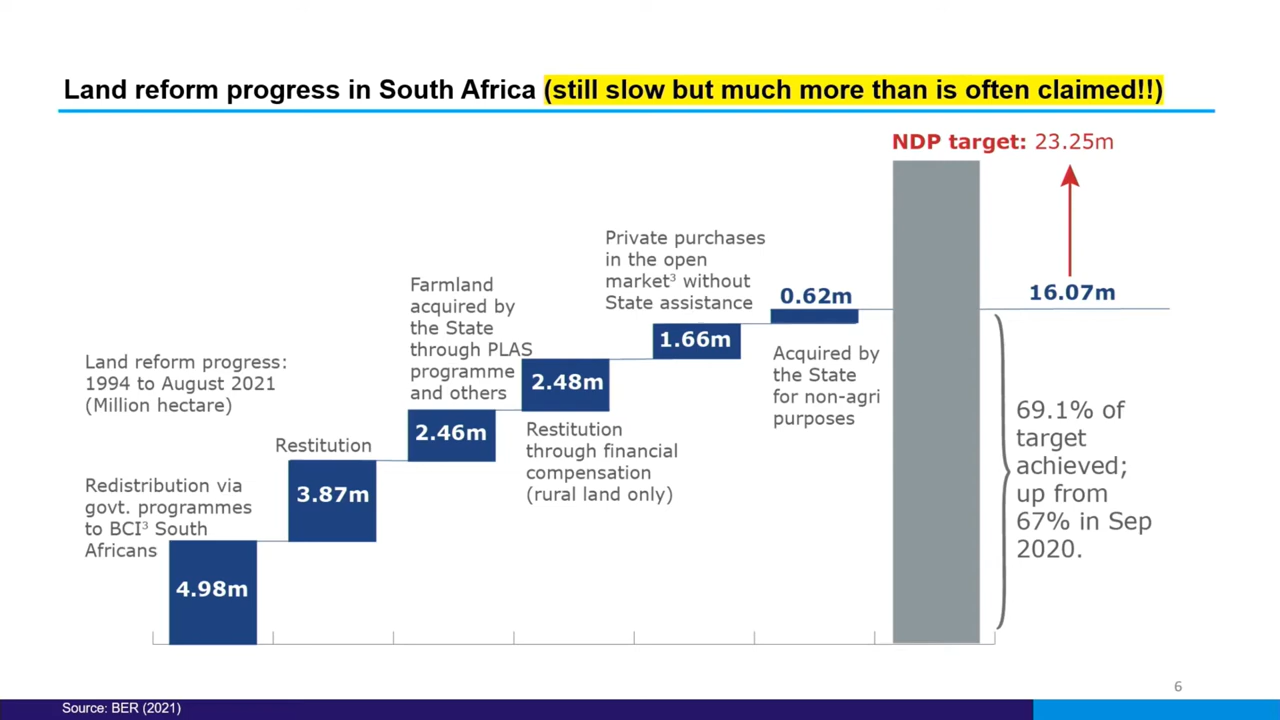 Land reform progress in South Africa (still slow but much more than is often claimed!!)
NDP target: 23.25m
Private purchases
in the open
market³ without
State assistance
0.62m
16.07m
Farmland
acquired by
the State
through PLAS
programme
and others
1.66m
Land reform progress:
1994 to August 2021
(Million hectare)
2.48m
Acquired by
the State
for non-agri
purposes
69.1% of
target
achieved;
up from
67% in Sep
2020.
2.46m
Restitution
through financial
compensation
(rural land only)
Restitution
3.87m
Redistribution via
govt. programmes
to BCI³ South
Africans
4.98m
6
Source: BER (2021)